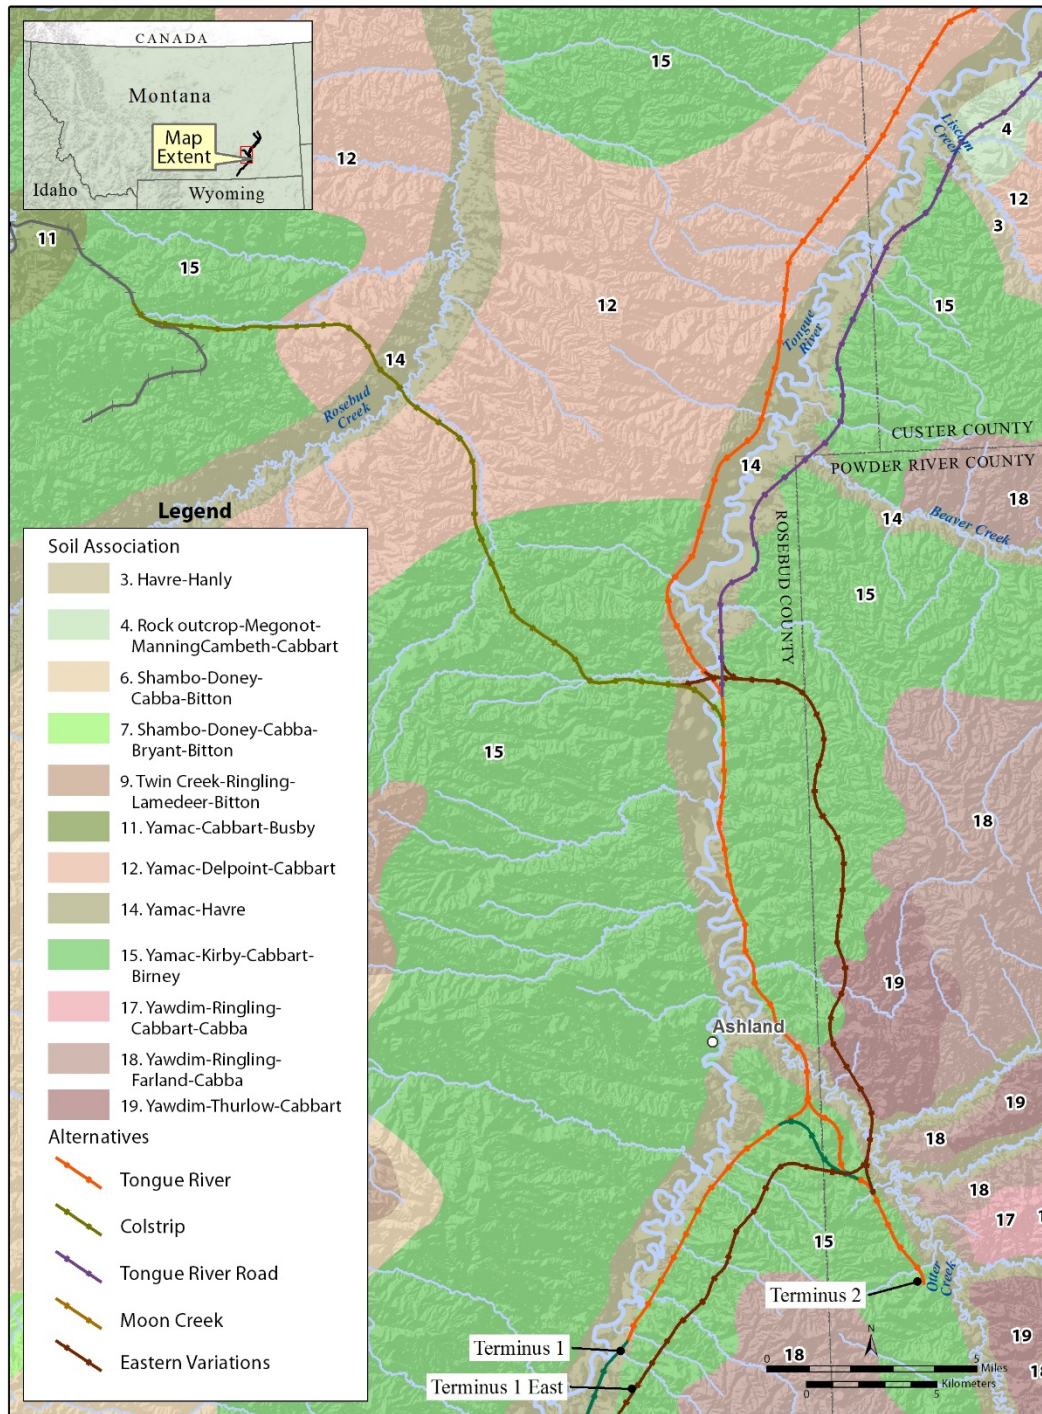 CANADA
Montana
Map
Extent
Idaho
Wyoming
15
4
Liscom
Creek
12
12
3
11
15
12
15
Tongue
River
14
Rosebud
Creek
CUSTER COUNTY
POWDER RIVER COUNTY
14
18
14
Beaver Creek
ROSEBUD COUNTY
15
Legend
Soil Association
3. Havre-Hanly
4. Rock outcrop-Megonot-
ManningCambeth-Cabbart
6. Shambo-Doney-
Cabba-Bitton
7. Shambo-Doney-Cabba-
Bryant-Bitton
9. Twin Creek-Ringling-
Lamedeer-Bitton
11. Yamac-Cabbart-Busby
12. Yamac-Delpoint-Cabbart
14. Yamac-Havre
15. Yamac-Kirby-Cabbart-
Birney
17. Yawdim-Ringling-
Cabbart-Cabba
18. Yawdim-Ringling-
Farland-Cabba
19. Yawdim-Thurlow-Cabbart
Alternatives
Tongue River
Colstrip
Tongue River Road
Moon Creek
Eastern Variations
15
18
19
Ashland
19
18
18
17
15
Otter
Creek
Terminus 2
Terminus 1
Terminus 1 East
N
18
19
18
0 5
Miles
0 5
Kilometers